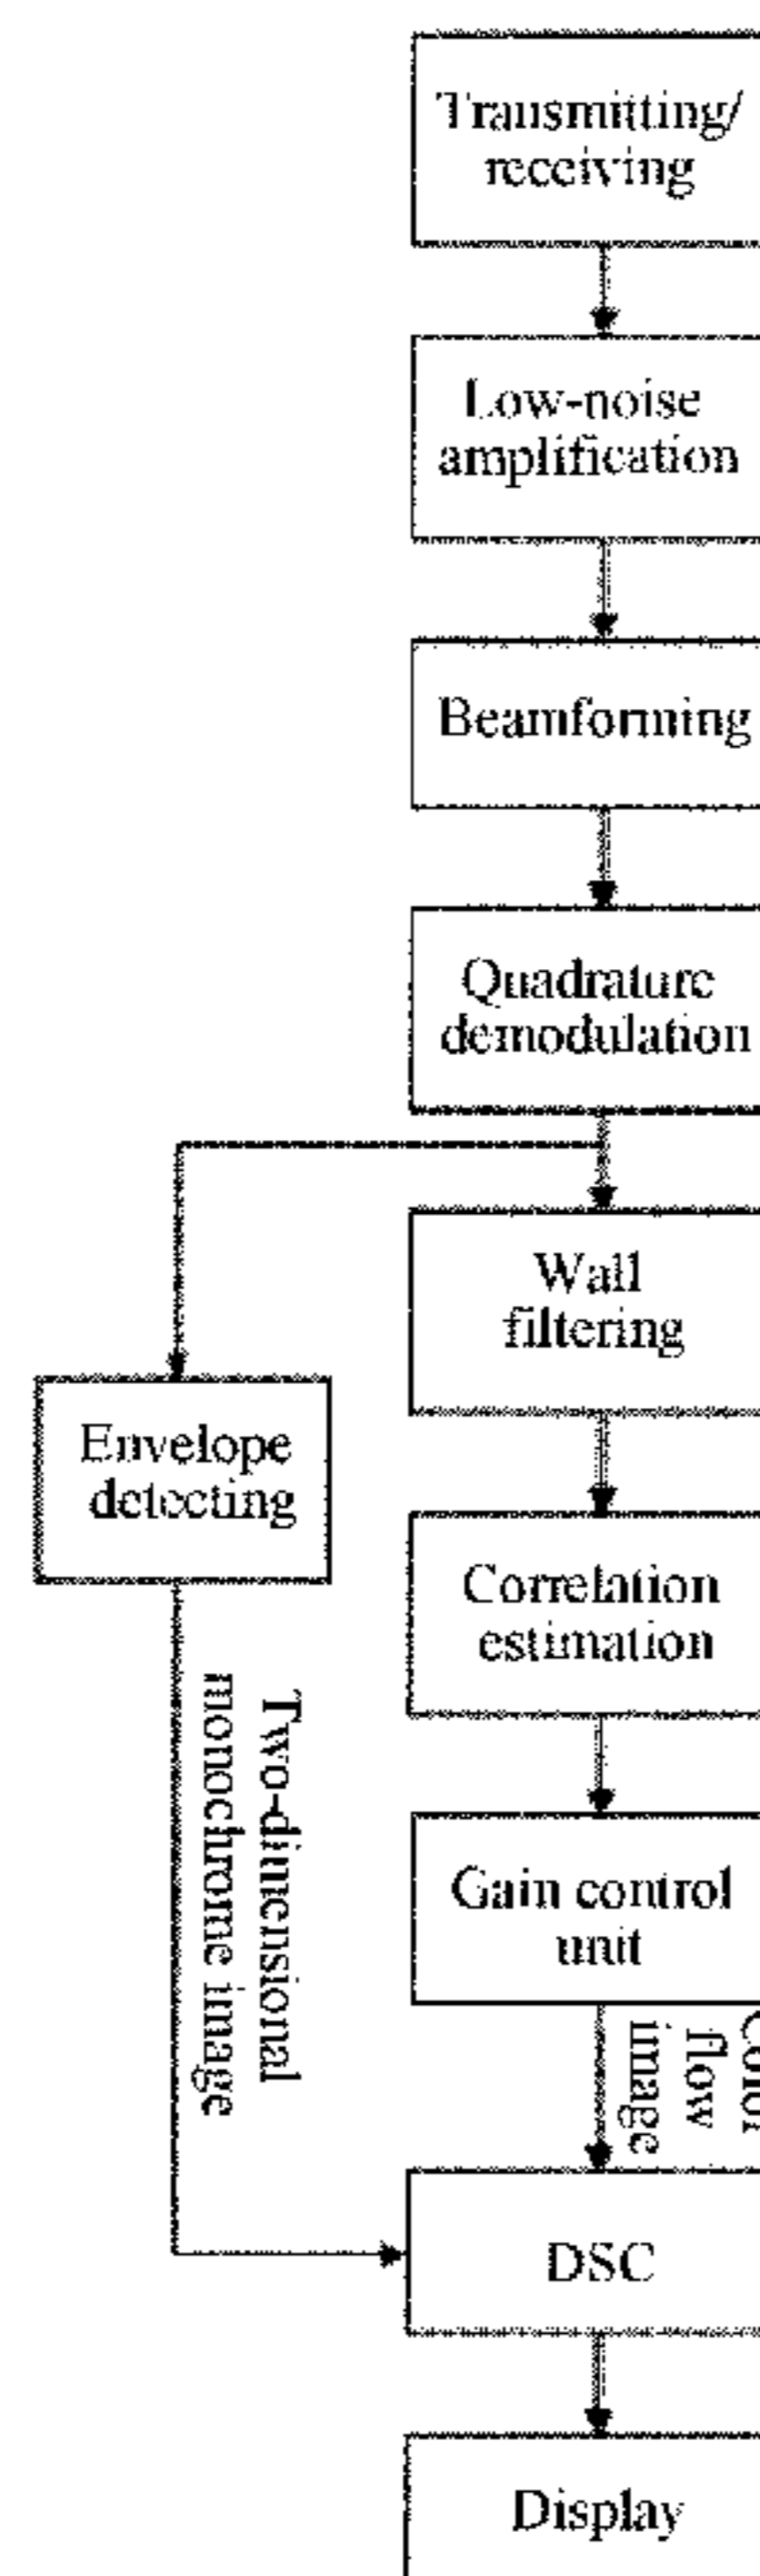 Transmitting/
receiving
Low-noise
amplification
Beamforming
Quadrature
demodulation
Wall
filtering
Envelope
detecting
Correlation
estimation
Two-dimensional
monochrome image
Gain control
unit
Color
flow
image
DSC
Display